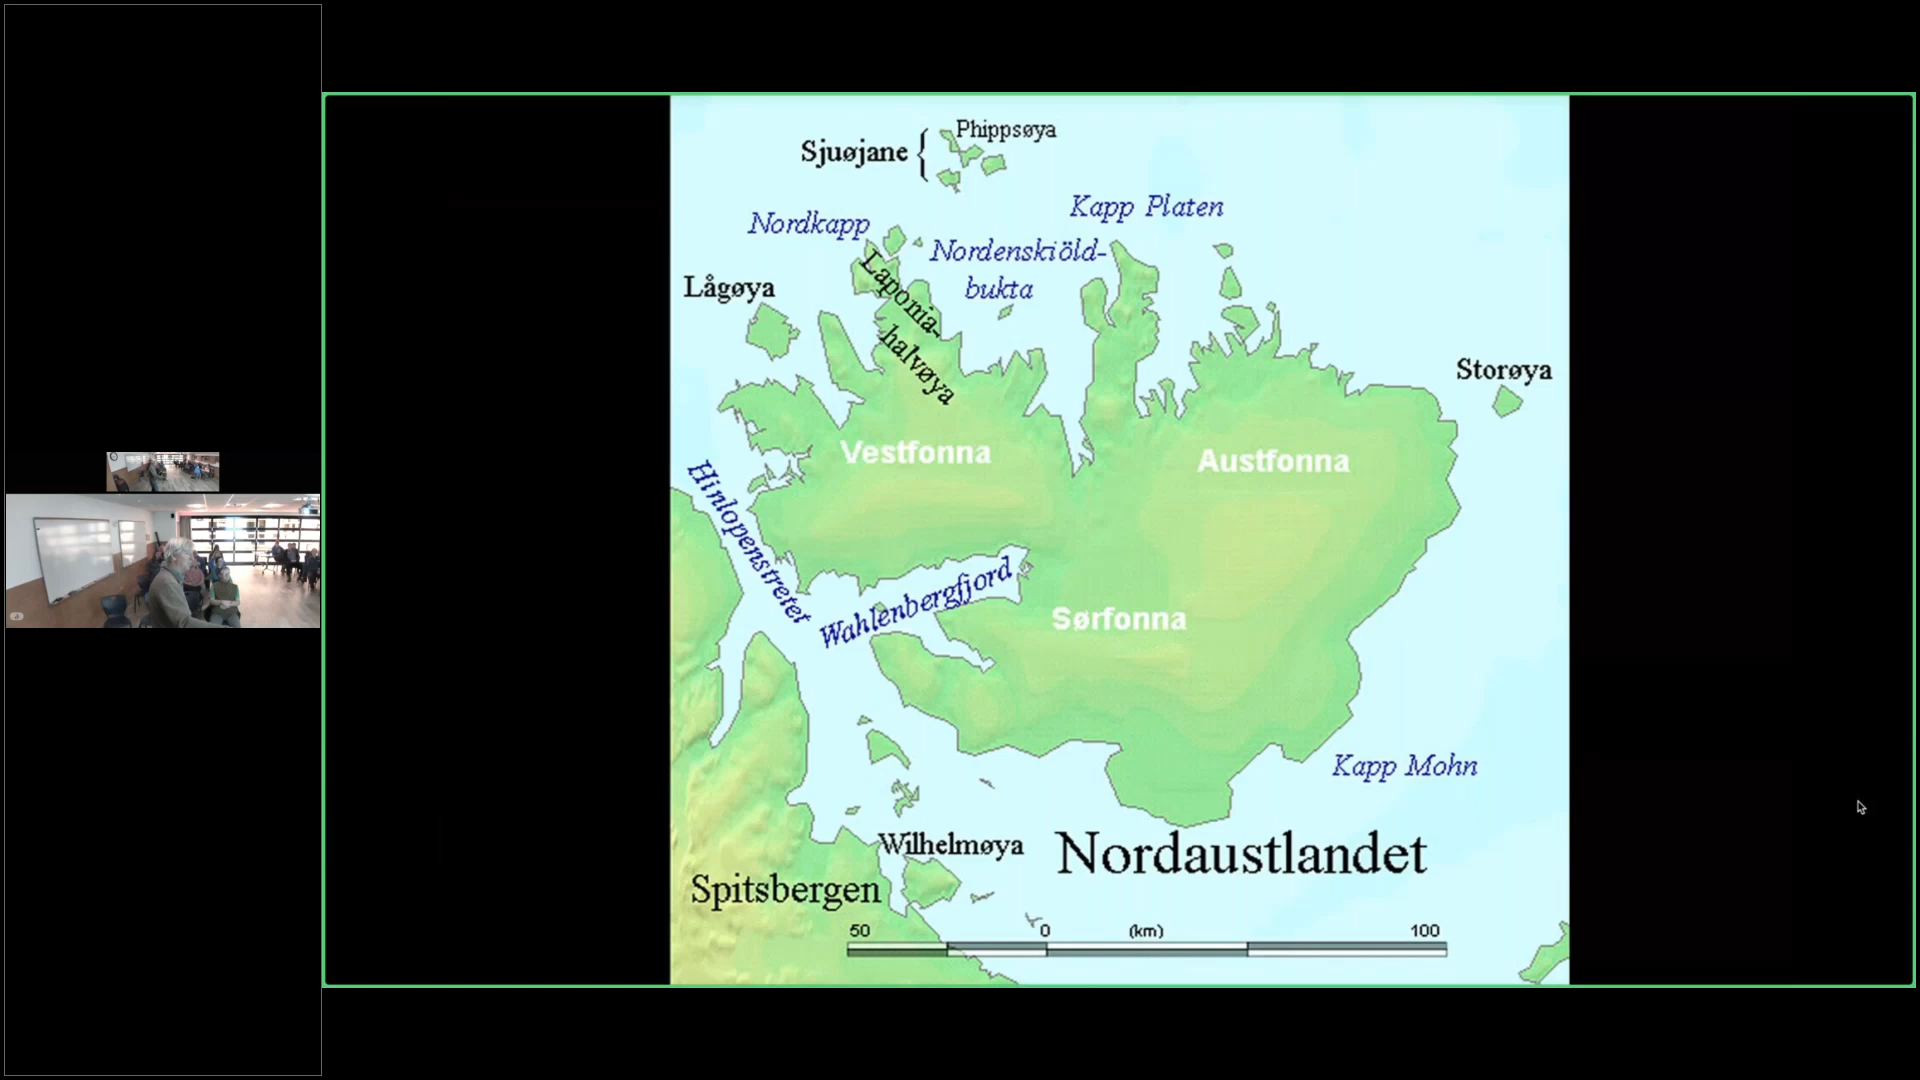 Phippsøya
Sjuøjane
Kapp Platen
Nordkapp
Nordenskiöld-
bukta
Laponia-
halvøya
Lågøya
Storøya
Vestfonna
Austfonna
Hinlopenstretet
Wahlenbergfjord
Sørfonna
Kapp Mohn
Wilhelmøya
Nordaustlandet
Spitsbergen
50 0 (km) 100